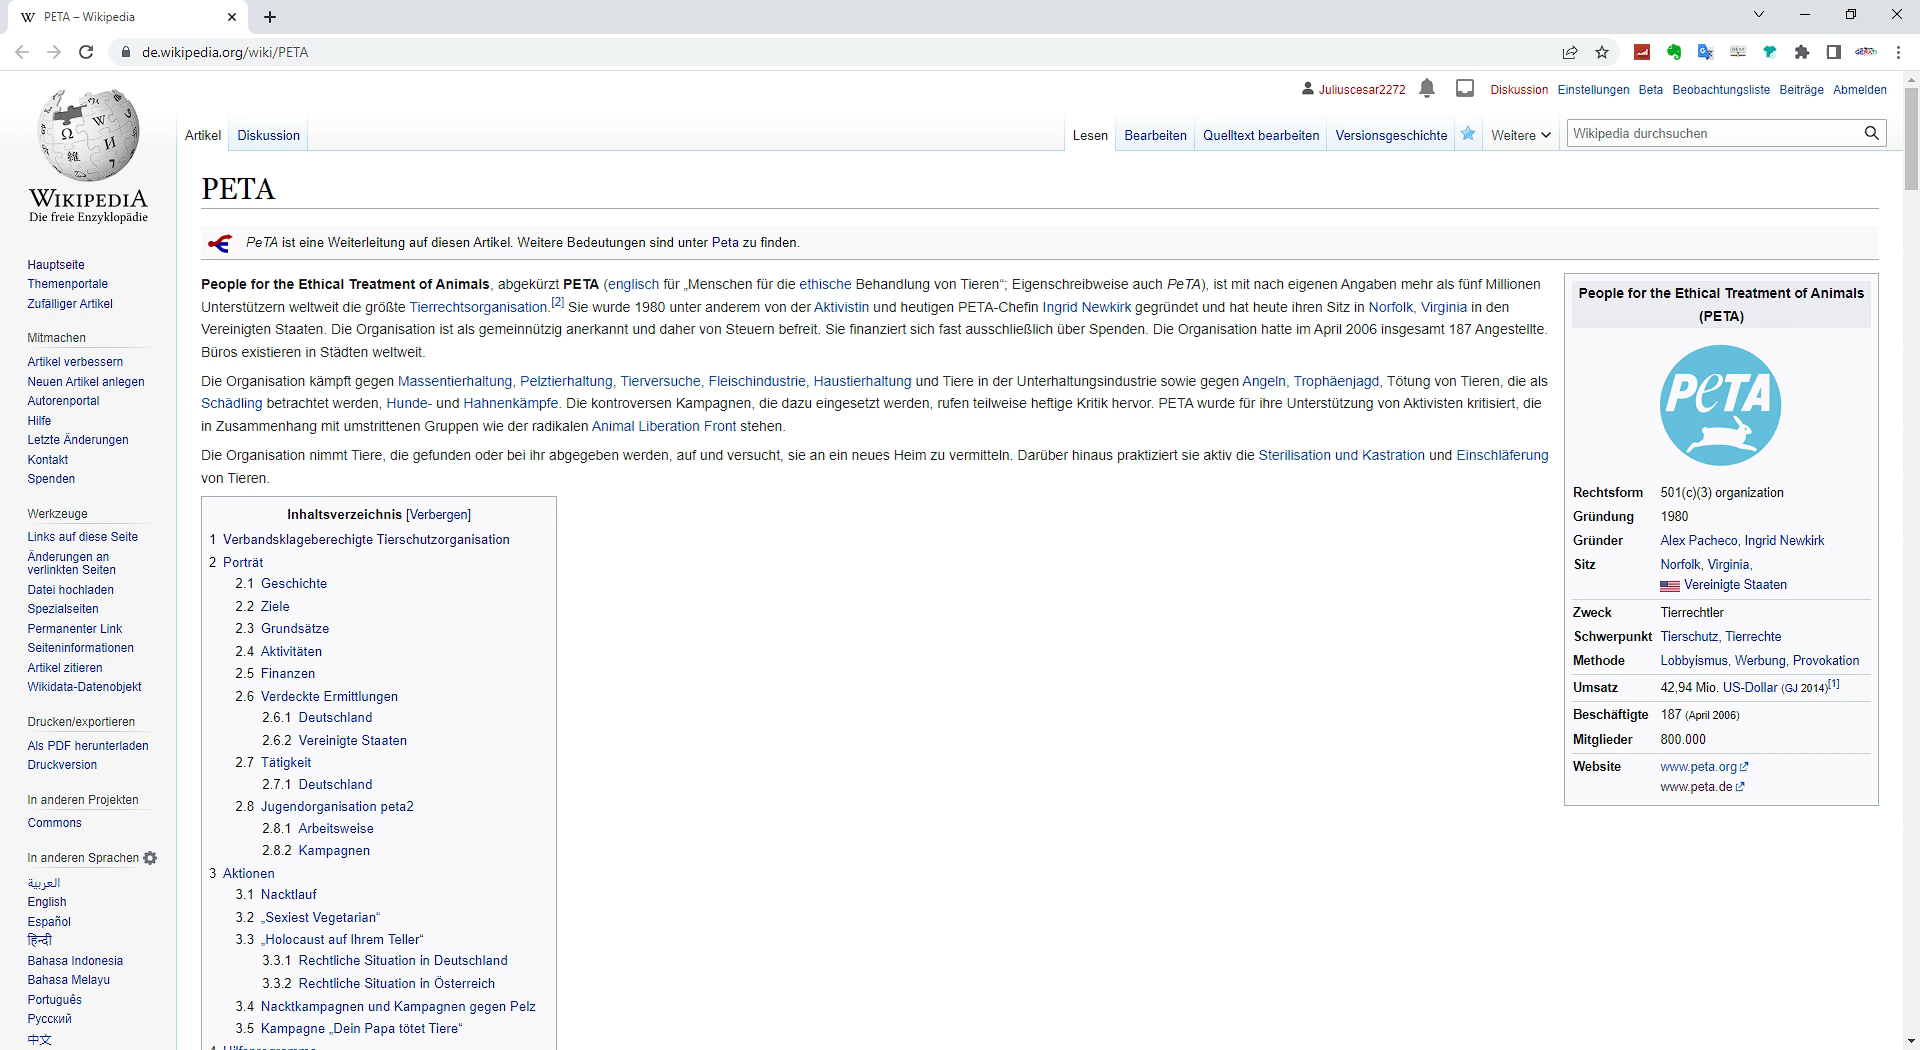 PETA – Wikipedia
de.wikipedia.org/wiki/PETA
Juliuscesar2272 Diskussion Einstellungen Beta Beobachtungsliste Beiträge Abmelden
Artikel Diskussion Lesen Bearbeiten Quelltext bearbeiten Versionsgeschichte Weitere Wikipedia durchsuchen
WIKIPEDIA
Die freie Enzyklopädie
Hauptseite
Themenportale
Zufälliger Artikel
Mitmachen
Artikel verbessern
Neuen Artikel anlegen
Autorenportal
Hilfe
Letzte Änderungen
Kontakt
Spenden
Werkzeuge
Links auf diese Seite
Änderungen an
verlinkten Seiten
Datei hochladen
Spezialseiten
Permanenter Link
Seiteninformationen
Artikel zitieren
Wikidata-Datenobjekt
Drucken/exportieren
Als PDF herunterladen
Druckversion
In anderen Projekten
Commons
In anderen Sprachen
العربية
English
Español
हिन्दी
Bahasa Indonesia
Bahasa Melayu
Português
Русский
中文
PETA
PeTA ist eine Weiterleitung auf diesen Artikel. Weitere Bedeutungen sind unter Peta zu finden.
People for the Ethical Treatment of Animals, abgekürzt PETA (englisch für „Menschen für die ethische Behandlung von Tieren“; Eigenschreibweise auch PeTA), ist mit nach eigenen Angaben mehr als fünf Millionen
Unterstützern weltweit die größte Tierrechtsorganisation.[2] Sie wurde 1980 unter anderem von der Aktivistin und heutigen PETA-Chefin Ingrid Newkirk gegründet und hat heute ihren Sitz in Norfolk, Virginia in den
Vereinigten Staaten. Die Organisation ist als gemeinnützig anerkannt und daher von Steuern befreit. Sie finanziert sich fast ausschließlich über Spenden. Die Organisation hatte im April 2006 insgesamt 187 Angestellte.
Büros existieren in Städten weltweit.
Die Organisation kämpft gegen Massentierhaltung, Pelztierhaltung, Tierversuche, Fleischindustrie, Haustierhaltung und Tiere in der Unterhaltungsindustrie sowie gegen Angeln, Trophäenjagd, Tötung von Tieren, die als
Schädling betrachtet werden, Hunde- und Hahnenkämpfe. Die kontroversen Kampagnen, die dazu eingesetzt werden, rufen teilweise heftige Kritik hervor. PETA wurde für ihre Unterstützung von Aktivisten kritisiert, die
in Zusammenhang mit umstrittenen Gruppen wie der radikalen Animal Liberation Front stehen.
Die Organisation nimmt Tiere, die gefunden oder bei ihr abgegeben werden, auf und versucht, sie an ein neues Heim zu vermitteln. Darüber hinaus praktiziert sie aktiv die Sterilisation und Kastration und Einschläferung
von Tieren.
Inhaltsverzeichnis [Verbergen]
1 Verbandsklageberechigte Tierschutzorganisation
2 Porträt
2.1 Geschichte
2.2 Ziele
2.3 Grundsätze
2.4 Aktivitäten
2.5 Finanzen
2.6 Verdeckte Ermittlungen
2.6.1 Deutschland
2.6.2 Vereinigte Staaten
2.7 Tätigkeit
2.7.1 Deutschland
2.8 Jugendorganisation peta2
2.8.1 Arbeitsweise
2.8.2 Kampagnen
3 Aktionen
3.1 Nacktlauf
3.2 „Sexiest Vegetarian“
3.3 „Holocaust auf Ihrem Teller“
3.3.1 Rechtliche Situation in Deutschland
3.3.2 Rechtliche Situation in Österreich
3.4 Nacktkampagnen und Kampagnen gegen Pelz
3.5 Kampagne „Dein Papa tötet Tiere“
4 Hilfsprogramme
People for the Ethical Treatment of Animals
(PETA)
PeTA
Rechtsform 501(c)(3) organization
Gründung 1980
Gründer Alex Pacheco, Ingrid Newkirk
Sitz Norfolk, Virginia,
Vereinigte Staaten
Zweck Tierrechtler
Schwerpunkt Tierschutz, Tierrechte
Methode Lobbyismus, Werbung, Provokation
Umsatz 42,94 Mio. US-Dollar (GJ 2014)[1]
Beschäftigte 187 (April 2006)
Mitglieder 800.000
Website www.peta.org
www.peta.de